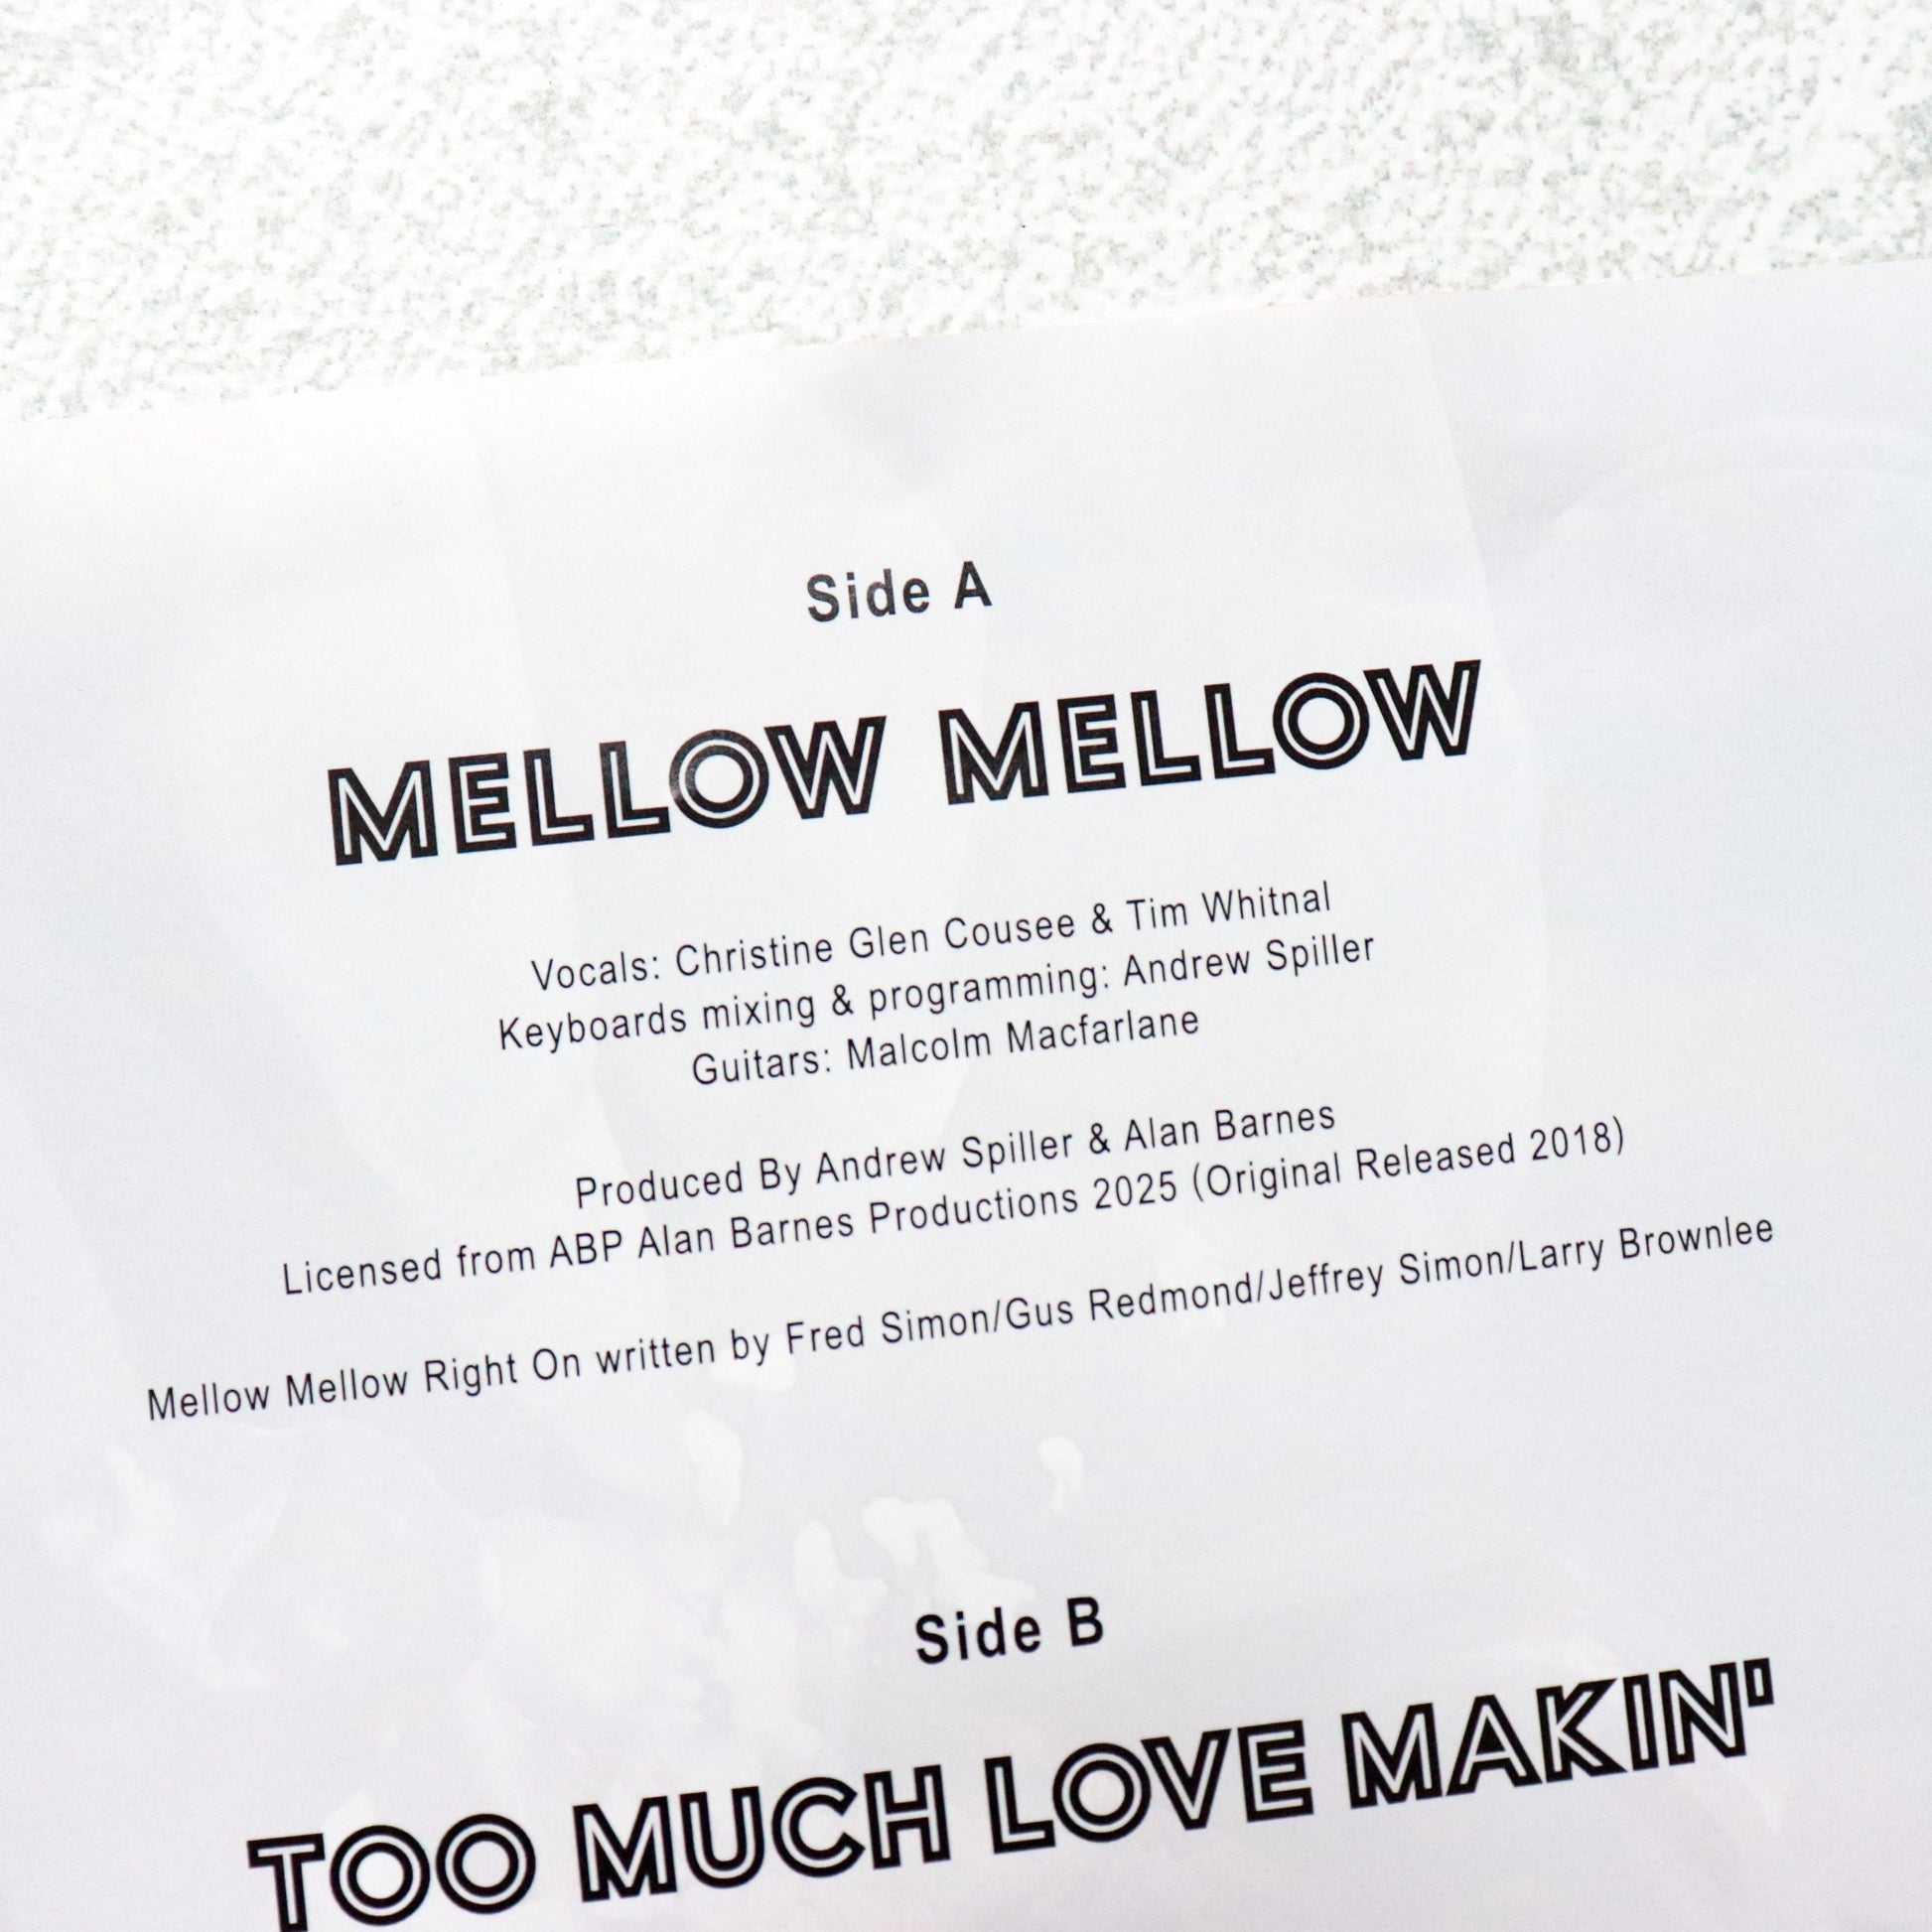 Side A
MELLOW MELLOW
Vocals: Christine Glen Cousee & Tim Whitnal
Keyboards mixing & programming: Andrew Spiller
Guitars: Malcolm Macfarlane
Produced By Andrew Spiller & Alan Barnes
Licensed from ABP Alan Barnes Productions 2025 (Original Released 2018)
Mellow Mellow Right On written by Fred Simon/Gus Redmond/Jeffrey Simon/Larry Brownlee
Side B
TOO MUCH LOVE MAKIN'